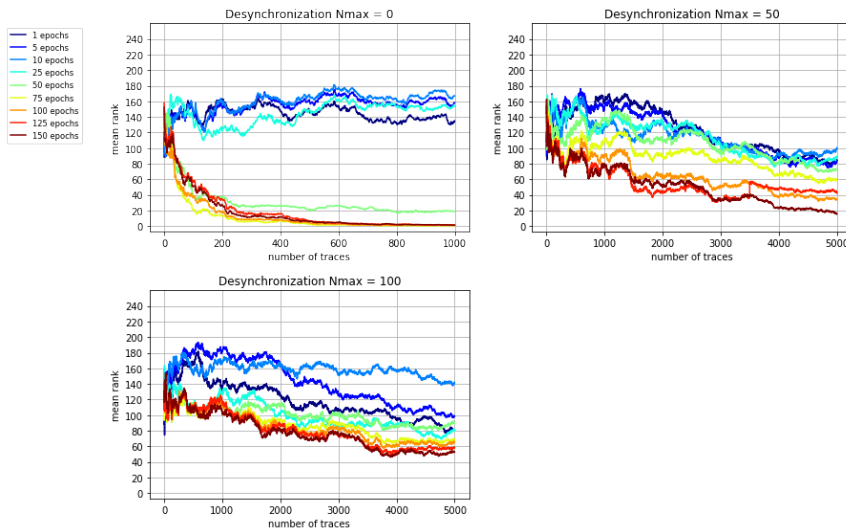 1 epochs
5 epochs
10 epochs
25 epochs
50 epochs
75 epochs
100 epochs
125 epochs
150 epochs
Desynchronization Nmax = 0
mean rank
240
220
200
180
160
140
120
100
80
60
40
20
0
0 200 400 600 800 1000
number of traces
Desynchronization Nmax = 50
mean rank
240
220
200
180
160
140
120
100
80
60
40
20
0
0 1000 2000 3000 4000 5000
number of traces
Desynchronization Nmax = 100
mean rank
240
220
200
180
160
140
120
100
80
60
40
20
0
0 1000 2000 3000 4000 5000
number of traces